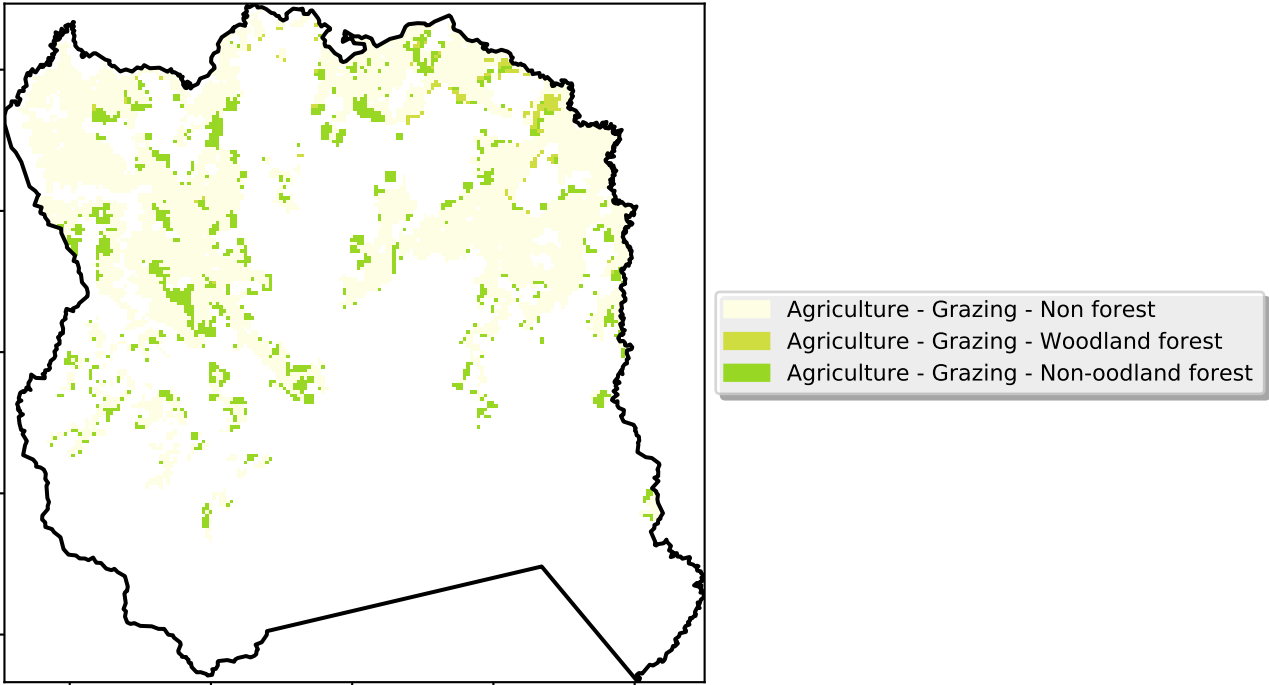 Agriculture - Grazing - Non forest
Agriculture - Grazing - Woodland forest
Agriculture - Grazing - Non-oodland forest